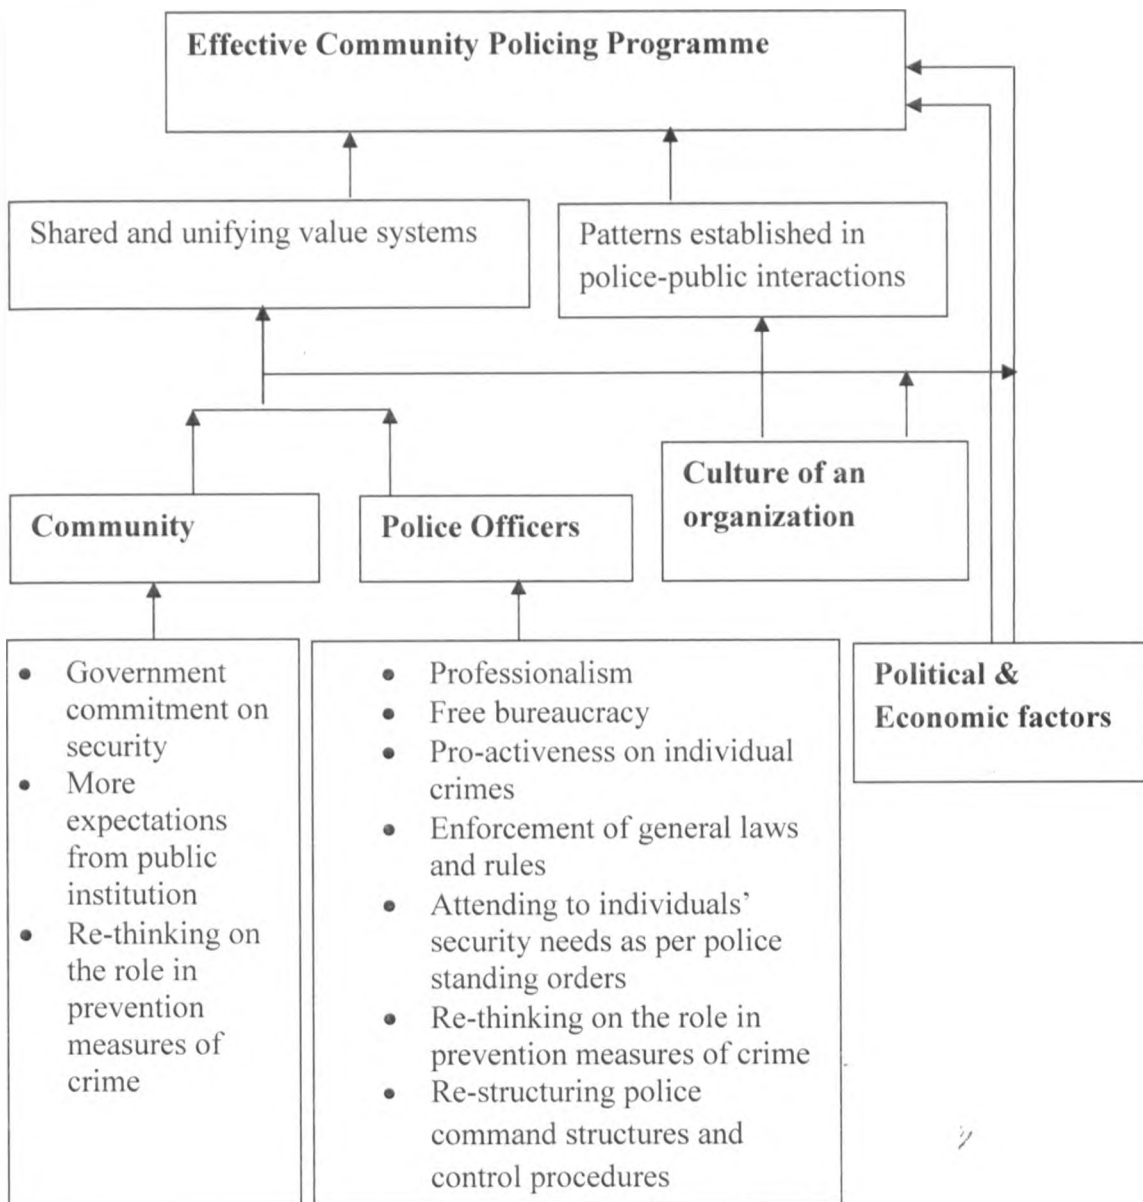 Effective Community Policing Programme
Shared and unifying value systems
Patterns established in
police-public interactions
Culture of an
organization
Community
Police Officers
Political &
Economic factors
• Government
commitment on
security
• More
expectations
from public
institution
• Re-thinking on
the role in
prevention
measures of
crime
• Professionalism
• Free bureaucracy
• Pro-activeness on individual
crimes
• Enforcement of general laws
and rules
• Attending to individuals’
security needs as per police
standing orders
• Re-thinking on the role in
prevention measures of crime
• Re-structuring police
command structures and
control procedures